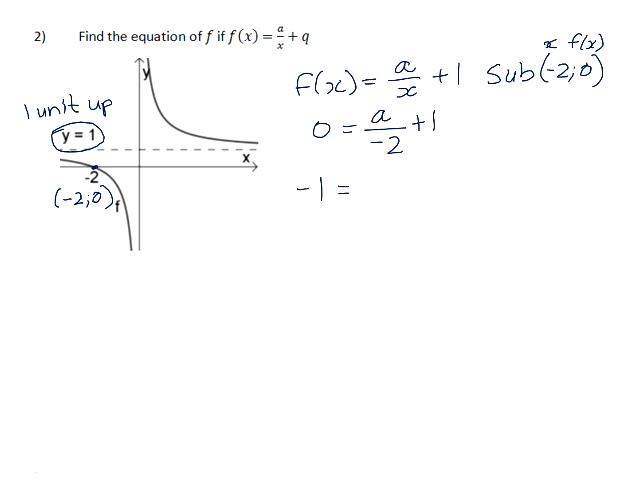 2) Find the equation of f if f(x) = a/x + q
x f(x)
f(x) = a/x + 1 Sub(-2;0)
0 = a/-2 + 1
-1 =
y
1 unit up
y = 1
x
-2
(-2;0)
f